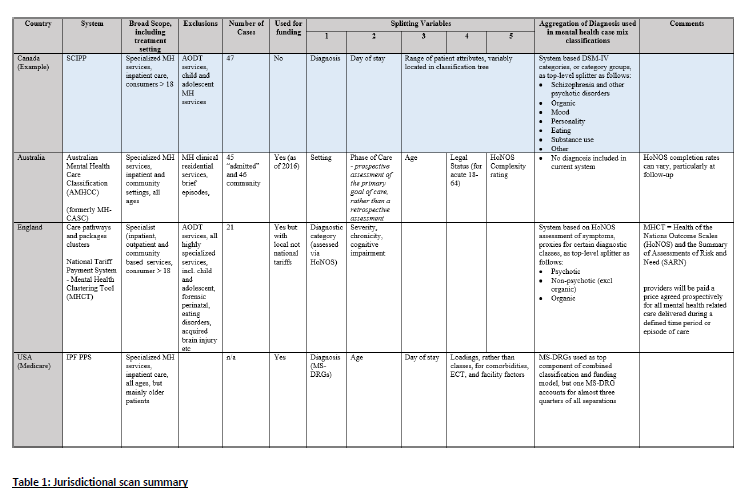 Country
System
Broad Scope,
including
treatment
setting
Exclusions
Number of
Cases
Used for
funding
Splitting Variables
1
2
3
4
5
Aggregation of Diagnosis used
in mental health case mix
classifications
Comments
Canada
(Example)
SCIPP
Specialized MH
services,
inpatient care,
consumers > 18
AODT
services,
child and
adolescent
MH
services
47
No
Diagnosis
Day of stay
Range of patient attributes, variably
located in classification tree
System based DSM-IV
categories, or category groups,
as top-level splitter as follows:
• Schizophrenia and other
psychotic disorders
• Organic
• Mood
• Personality
• Eating
• Substance use
• Other
Australia
Australian
Mental Health
Care
Classification
(AMHCC)
(formerly MH-
CASC)
Specialized MH
services,
inpatient and
community
settings, all
ages
MH clinical
residential
services,
brief
episodes,
45
"admitted"
and 46
community
Yes (as
of 2016)
Setting
Phase of Care
- prospective
assessment of
the primary
goal of care,
rather than a
retrospective
assessment
Age
Legal
Status (for
acute 18-
64)
HoNOS
Complexity
rating
• No diagnosis included in
current system
HoNOS completion rates
can vary, particularly at
follow-up
England
Care pathways
and packages
clusters
National Tariff
Payment System
- Mental Health
Clustering Tool
(MHCT)
Specialist
(inpatient,
outpatient and
community
based services,
consumer > 18
AODT
services, all
highly
specialized
services,
incl. child
and
adolescent,
forensic
perinatal,
eating
disorders,
acquired
brain injury
etc
21
Yes but
with
local not
national
tariffs
Diagnostic
category
(assessed
via
HoNOS)
Severity,
chronicity,
cognitive
impairment
System based on HoNOS
assessment of symptoms,
proxies for certain diagnostic
classes, as top-level splitter as
follows:
• Psychotic
• Non-psychotic (excl
organic)
• Organic
MHCT = Health of the
Nations Outcome Scales
(HoNOS) and the Summary
of Assessments of Risk and
Need (SARN)
providers will be paid a
price agreed prospectively
for all mental health related
care delivered during a
defined time period or
episode of care
USA
(Medicare)
IPF PPS
Specialized MH
services,
inpatient care,
all ages, but
mainly older
patients
n/a
Yes
Diagnosis
(MS-
DRGs)
Age
Day of stay
Loadings, rather than
classes, for comorbidities,
ECT, and facility factors
MS-DRGs used as top
component of combined
classification and funding
model, but one MS-DRG
accounts for almost three
quarters of all separations
Table 1: Jurisdictional scan summary